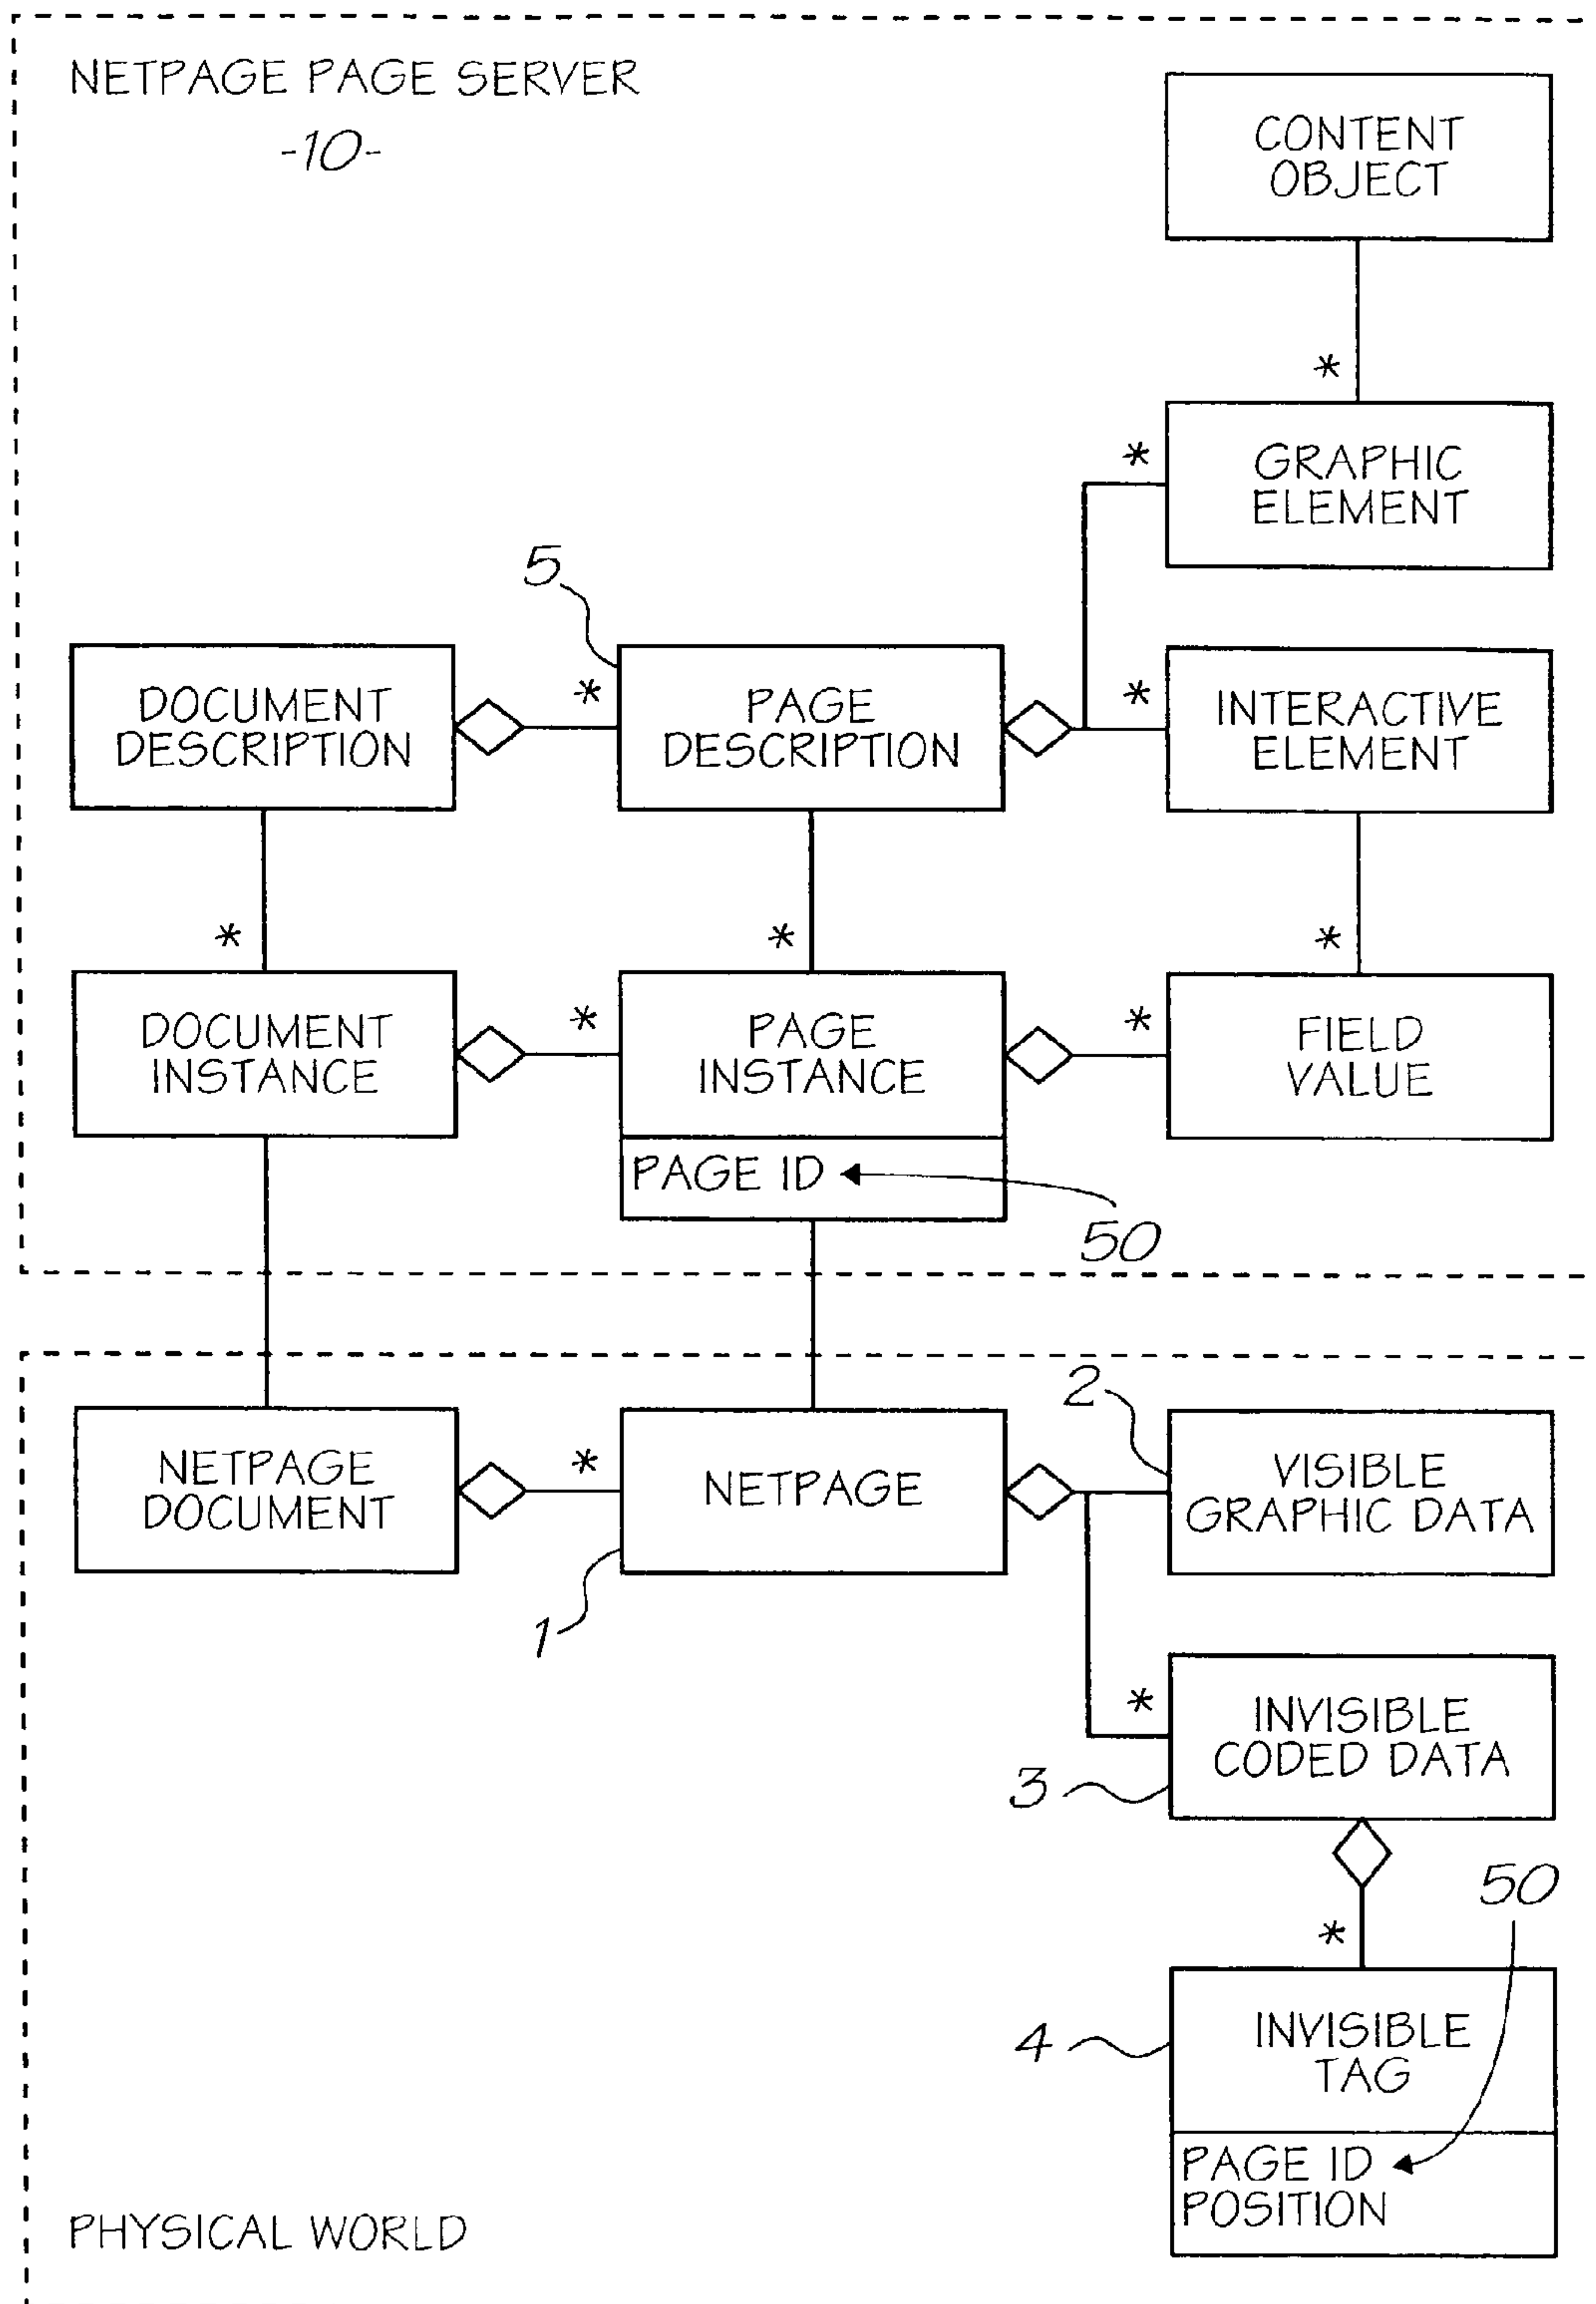 NETPAGE PAGE SERVER
-10-
CONTENT
OBJECT
*
*
GRAPHIC
ELEMENT
5
DOCUMENT
DESCRIPTION
*
PAGE
DESCRIPTION
*
INTERACTIVE
ELEMENT
*
*
*
DOCUMENT
INSTANCE
*
PAGE
INSTANCE
*
FIELD
VALUE
PAGE ID
50
NETPAGE
DOCUMENT
*
NETPAGE
1
2
VISIBLE
GRAPHIC DATA
*
INVISIBLE
CODED DATA
3
50
*
4
INVISIBLE
TAG
PAGE ID
POSITION
PHYSICAL WORLD